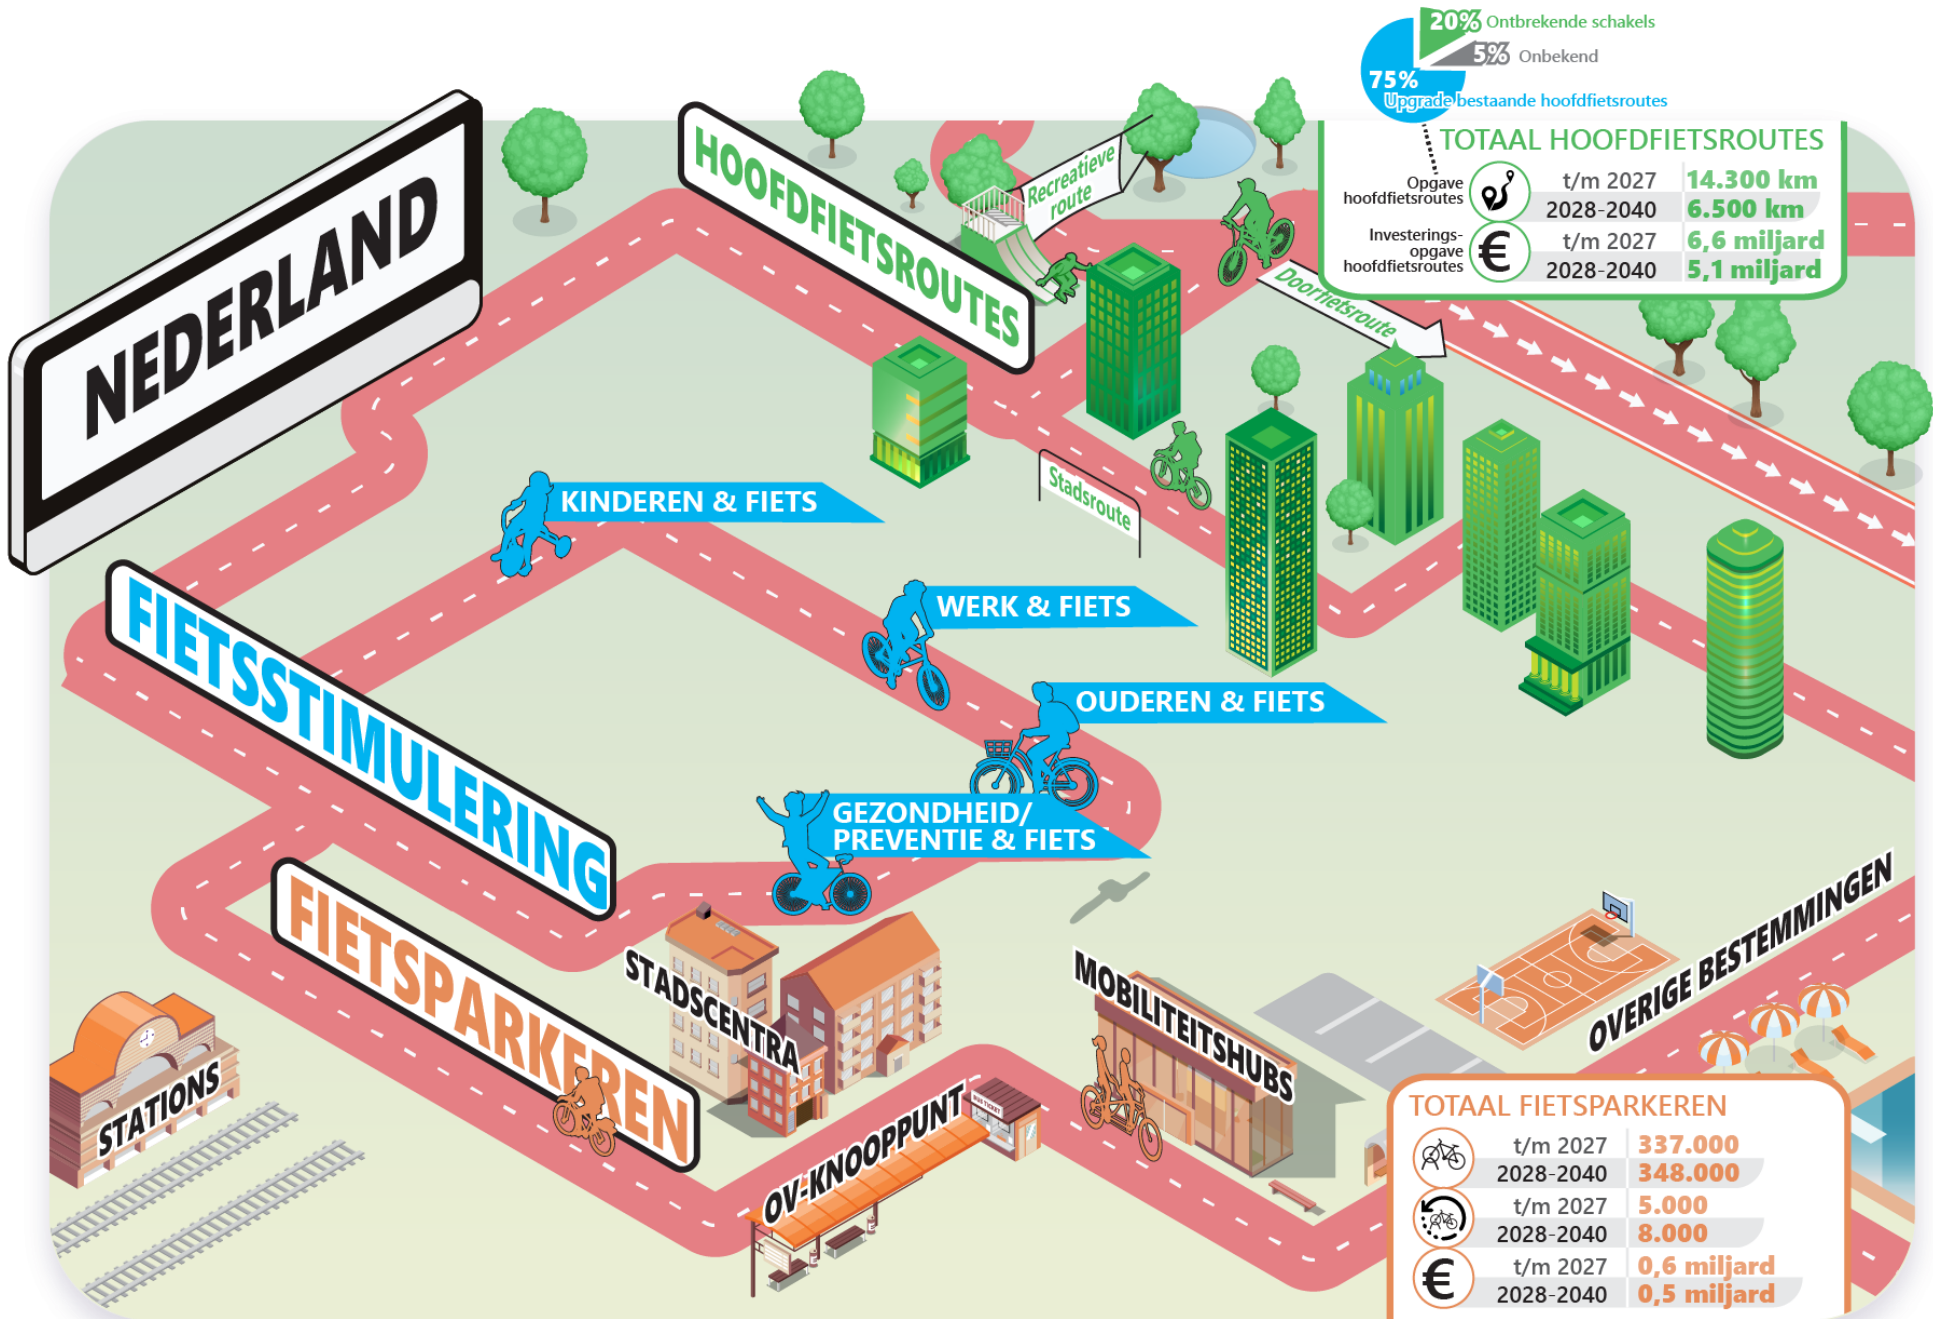 20% Ontbrekende schakels
5% Onbekend
75%
Upgrade bestaande hoofdfietsroutes
NEDERLAND
HOOFDFIETSROUTES
Recreatieve
route
Doorfietsroute
Stadsroute
TOTAAL HOOFDFIETSROUTES
Opgave
hoofdfietsroutes
t/m 2027 14.300 km
2028-2040 6.500 km
Investerings-
opgave
hoofdfietsroutes
€
t/m 2027 6,6 miljard
2028-2040 5,1 miljard
FIETSSTIMULERING
KINDEREN & FIETS
WERK & FIETS
OUDEREN & FIETS
GEZONDHEID/
PREVENTIE & FIETS
FIETSPARKEREN
STATIONS
STADSCENTRA
OV-KNOOPPUNT
BUS TICKET
MOBILITEITSHUBS
OVERIGE BESTEMMINGEN
TOTAAL FIETSPARKEREN
t/m 2027 337.000
2028-2040 348.000
t/m 2027 5.000
2028-2040 8.000
€
t/m 2027 0,6 miljard
2028-2040 0,5 miljard